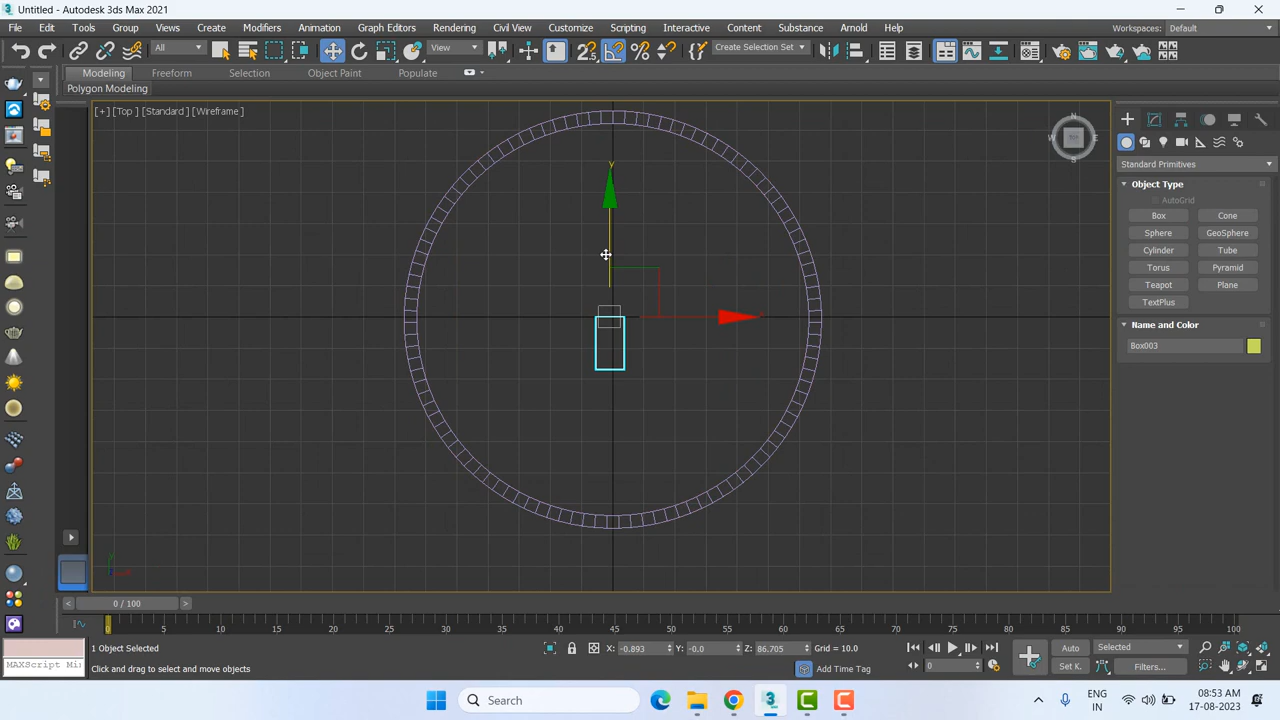 Untitled - Autodesk 3ds Max 2021
File Edit Tools Group Views Create Modifiers Animation Graph Editors Rendering Civil View Customize Scripting Interactive Content Substance Arnold Help Workspaces: Default
All View Create Selection Set
Modeling Freeform Selection Object Paint Populate
Polygon Modeling
[+] [Top ] [Standard ] [Wireframe ]
N
W E
S
Standard Primitives
Object Type
AutoGrid
Box Cone
Sphere GeoSphere
Cylinder Tube
Torus Pyramid
Teapot Plane
TextPlus
Name and Color
Box003
y
0 / 100
0 5 10 15 20 25 30 35 40 45 50 55 60 65 70 75 80 85 90 95 100
1 Object Selected X: -0.893 Y: -0.0 Z: 86.705 Grid = 10.0 Auto Selected
MAXScript Mi Click and drag to select and move objects Add Time Tag 0 Set K. Filters...
Search
ENG
IN
08:53 AM
17-08-2023